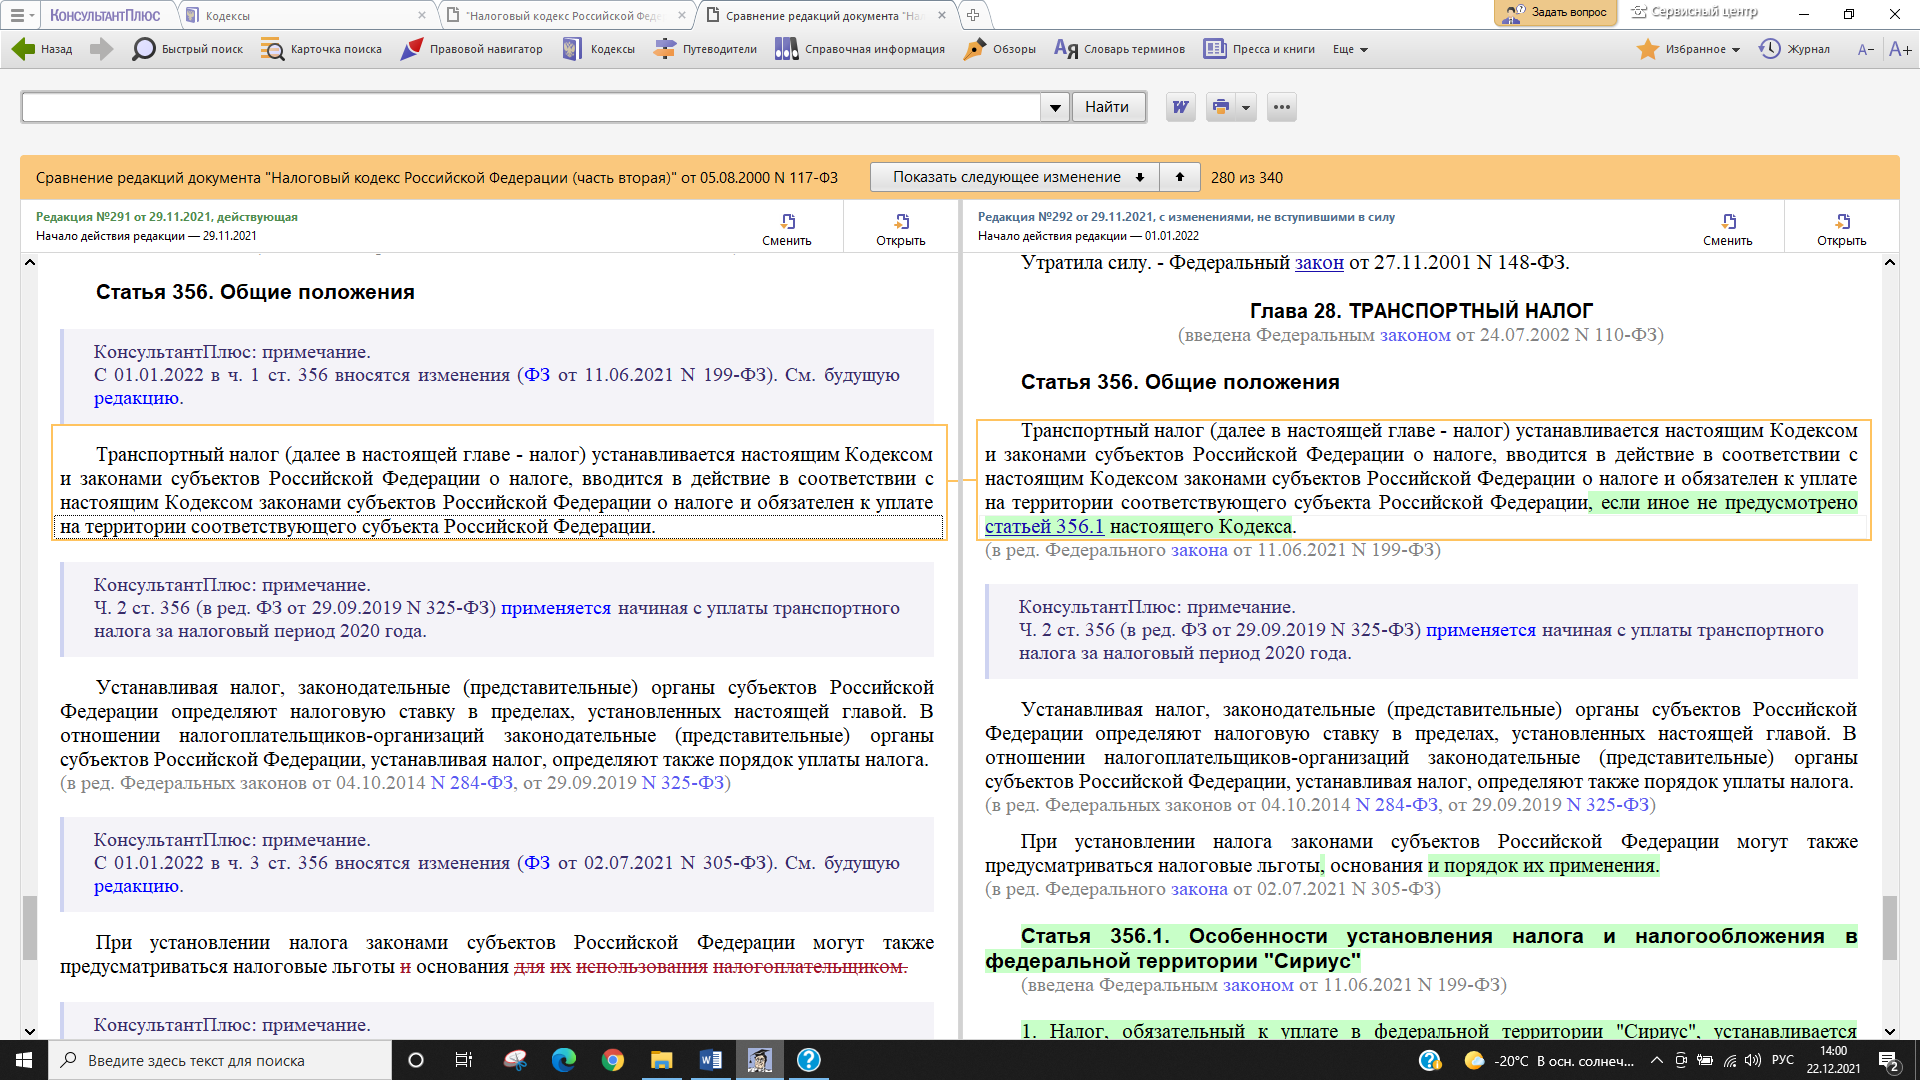 КонсультантПлюс
Кодексы
"Налоговый кодекс Российской Феде
Сравнение редакций документа "На
Задать вопрос
Сервисный центр
Назад
Быстрый поиск
Карточка поиска
Правовой навигатор
Кодексы
Путеводители
Справочная информация
Обзоры
Словарь терминов
Пресса и книги
Еще
Избранное
Журнал
А-
А+
Найти
Сравнение редакций документа "Налоговый кодекс Российской Федерации (часть вторая)" от 05.08.2000 N 117-ФЗ
Показать следующее изменение
280 из 340
Редакция №291 от 29.11.2021, действующая
Начало действия редакции — 29.11.2021
Сменить
Открыть
Статья 356. Общие положения
КонсультантПлюс: примечание.
С 01.01.2022 в ч. 1 ст. 356 вносятся изменения (ФЗ от 11.06.2021 N 199-ФЗ). См. будущую
редакцию.
Транспортный налог (далее в настоящей главе - налог) устанавливается настоящим Кодексом
и законами субъектов Российской Федерации о налоге, вводится в действие в соответствии с
настоящим Кодексом законами субъектов Российской Федерации о налоге и обязателен к уплате
на территории соответствующего субъекта Российской Федерации.
КонсультантПлюс: примечание.
Ч. 2 ст. 356 (в ред. ФЗ от 29.09.2019 N 325-ФЗ) применяется начиная с уплаты транспортного
налога за налоговый период 2020 года.
Устанавливая налог, законодательные (представительные) органы субъектов Российской
Федерации определяют налоговую ставку в пределах, установленных настоящей главой. В
отношении налогоплательщиков-организаций законодательные (представительные) органы
субъектов Российской Федерации, устанавливая налог, определяют также порядок уплаты налога.
(в ред. Федеральных законов от 04.10.2014 N 284-ФЗ, от 29.09.2019 N 325-ФЗ)
КонсультантПлюс: примечание.
С 01.01.2022 в ч. 3 ст. 356 вносятся изменения (ФЗ от 02.07.2021 N 305-ФЗ). См. будущую
редакцию.
При установлении налога законами субъектов Российской Федерации могут также
предусматриваться налоговые льготы и основания для их использования налогоплательщиком.
КонсультантПлюс: примечание.
Редакция №292 от 29.11.2021, с изменениями, не вступившими в силу
Начало действия редакции — 01.01.2022
Сменить
Открыть
Утратила силу. - Федеральный закон от 27.11.2001 N 148-ФЗ.
Глава 28. ТРАНСПОРТНЫЙ НАЛОГ
(введена Федеральным законом от 24.07.2002 N 110-ФЗ)
Статья 356. Общие положения
Транспортный налог (далее в настоящей главе - налог) устанавливается настоящим Кодексом
и законами субъектов Российской Федерации о налоге, вводится в действие в соответствии с
настоящим Кодексом законами субъектов Российской Федерации о налоге и обязателен к уплате
на территории соответствующего субъекта Российской Федерации, если иное не предусмотрено
статьей 356.1 настоящего Кодекса.
(в ред. Федерального закона от 11.06.2021 N 199-ФЗ)
КонсультантПлюс: примечание.
Ч. 2 ст. 356 (в ред. ФЗ от 29.09.2019 N 325-ФЗ) применяется начиная с уплаты транспортного
налога за налоговый период 2020 года.
Устанавливая налог, законодательные (представительные) органы субъектов Российской
Федерации определяют налоговую ставку в пределах, установленных настоящей главой. В
отношении налогоплательщиков-организаций законодательные (представительные) органы
субъектов Российской Федерации, устанавливая налог, определяют также порядок уплаты налога.
(в ред. Федеральных законов от 04.10.2014 N 284-ФЗ, от 29.09.2019 N 325-ФЗ)
При установлении налога законами субъектов Российской Федерации могут также
предусматриваться налоговые льготы, основания и порядок их применения.
(в ред. Федерального закона от 02.07.2021 N 305-ФЗ)
Статья 356.1. Особенности установления налога и налогообложения в
федеральной территории "Сириус"
(введена Федеральным законом от 11.06.2021 N 199-ФЗ)
1. Налог, обязательный к уплате в федеральной территории "Сириус", устанавливается
Введите здесь текст для поиска
-20°C В осн. солнеч...
РУС
14:00
22.12.2021
2